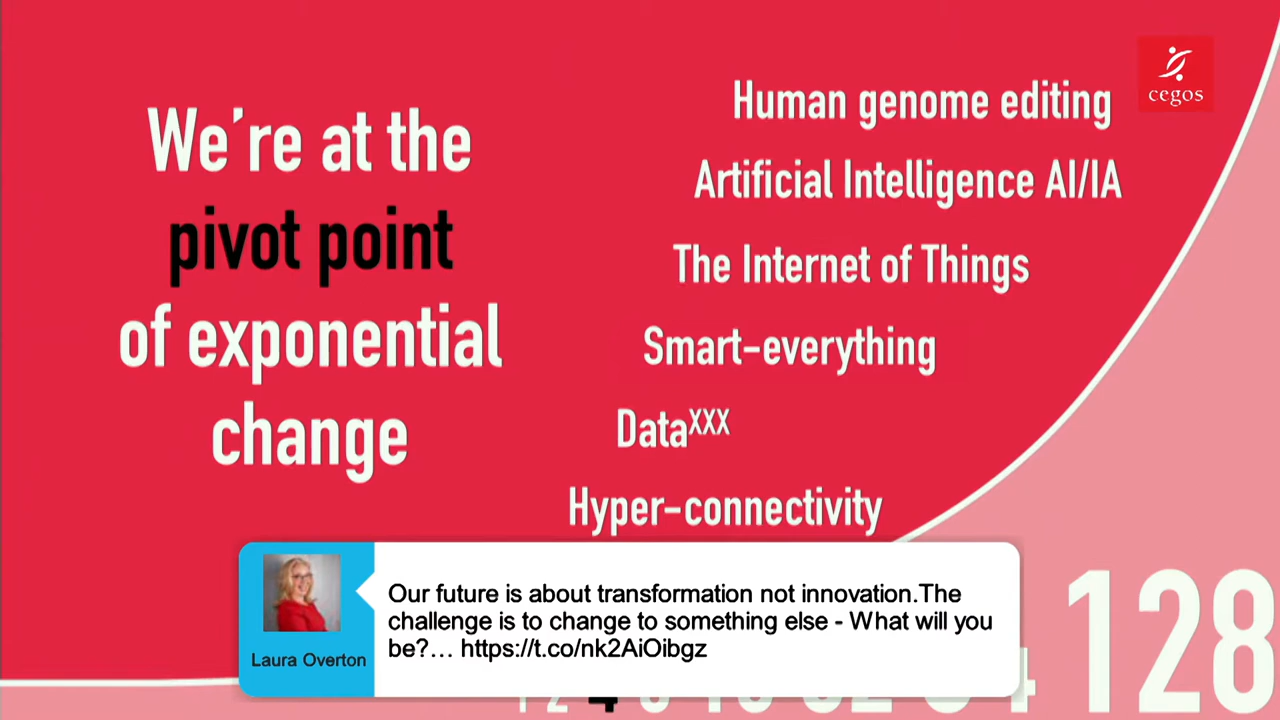 cegos
We're at the
pivot point
of exponential
change
Human genome editing
Artificial Intelligence AI/IA
The Internet of Things
Smart-everything
Dataᵡᵡᵡ
Hyper-connectivity
Our future is about transformation not innovation.The
challenge is to change to something else - What will you
be?… https://t.co/nk2AiOibgz
Laura Overton
128